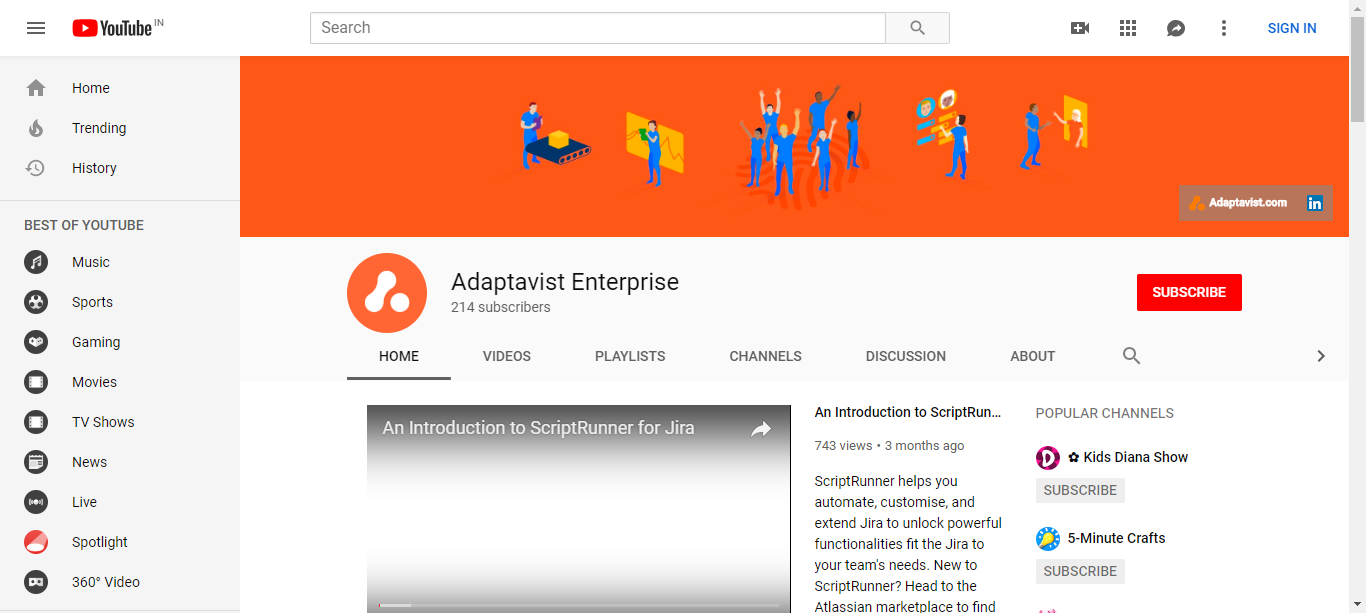 YouTube IN
Search
SIGN IN
Home
Trending
History
BEST OF YOUTUBE
Music
Sports
Gaming
Movies
TV Shows
News
Live
Spotlight
360° Video
Adaptavist.com
in
Adaptavist Enterprise
214 subscribers
SUBSCRIBE
HOME
VIDEOS
PLAYLISTS
CHANNELS
DISCUSSION
ABOUT
An Introduction to ScriptRunner for Jira
An Introduction to ScriptRun...
743 views • 3 months ago
ScriptRunner helps you
automate, customise, and
extend Jira to unlock powerful
functionalities fit the Jira to
your team's needs. New to
ScriptRunner? Head to the
Atlassian marketplace to find
POPULAR CHANNELS
✿ Kids Diana Show
SUBSCRIBE
5-Minute Crafts
SUBSCRIBE